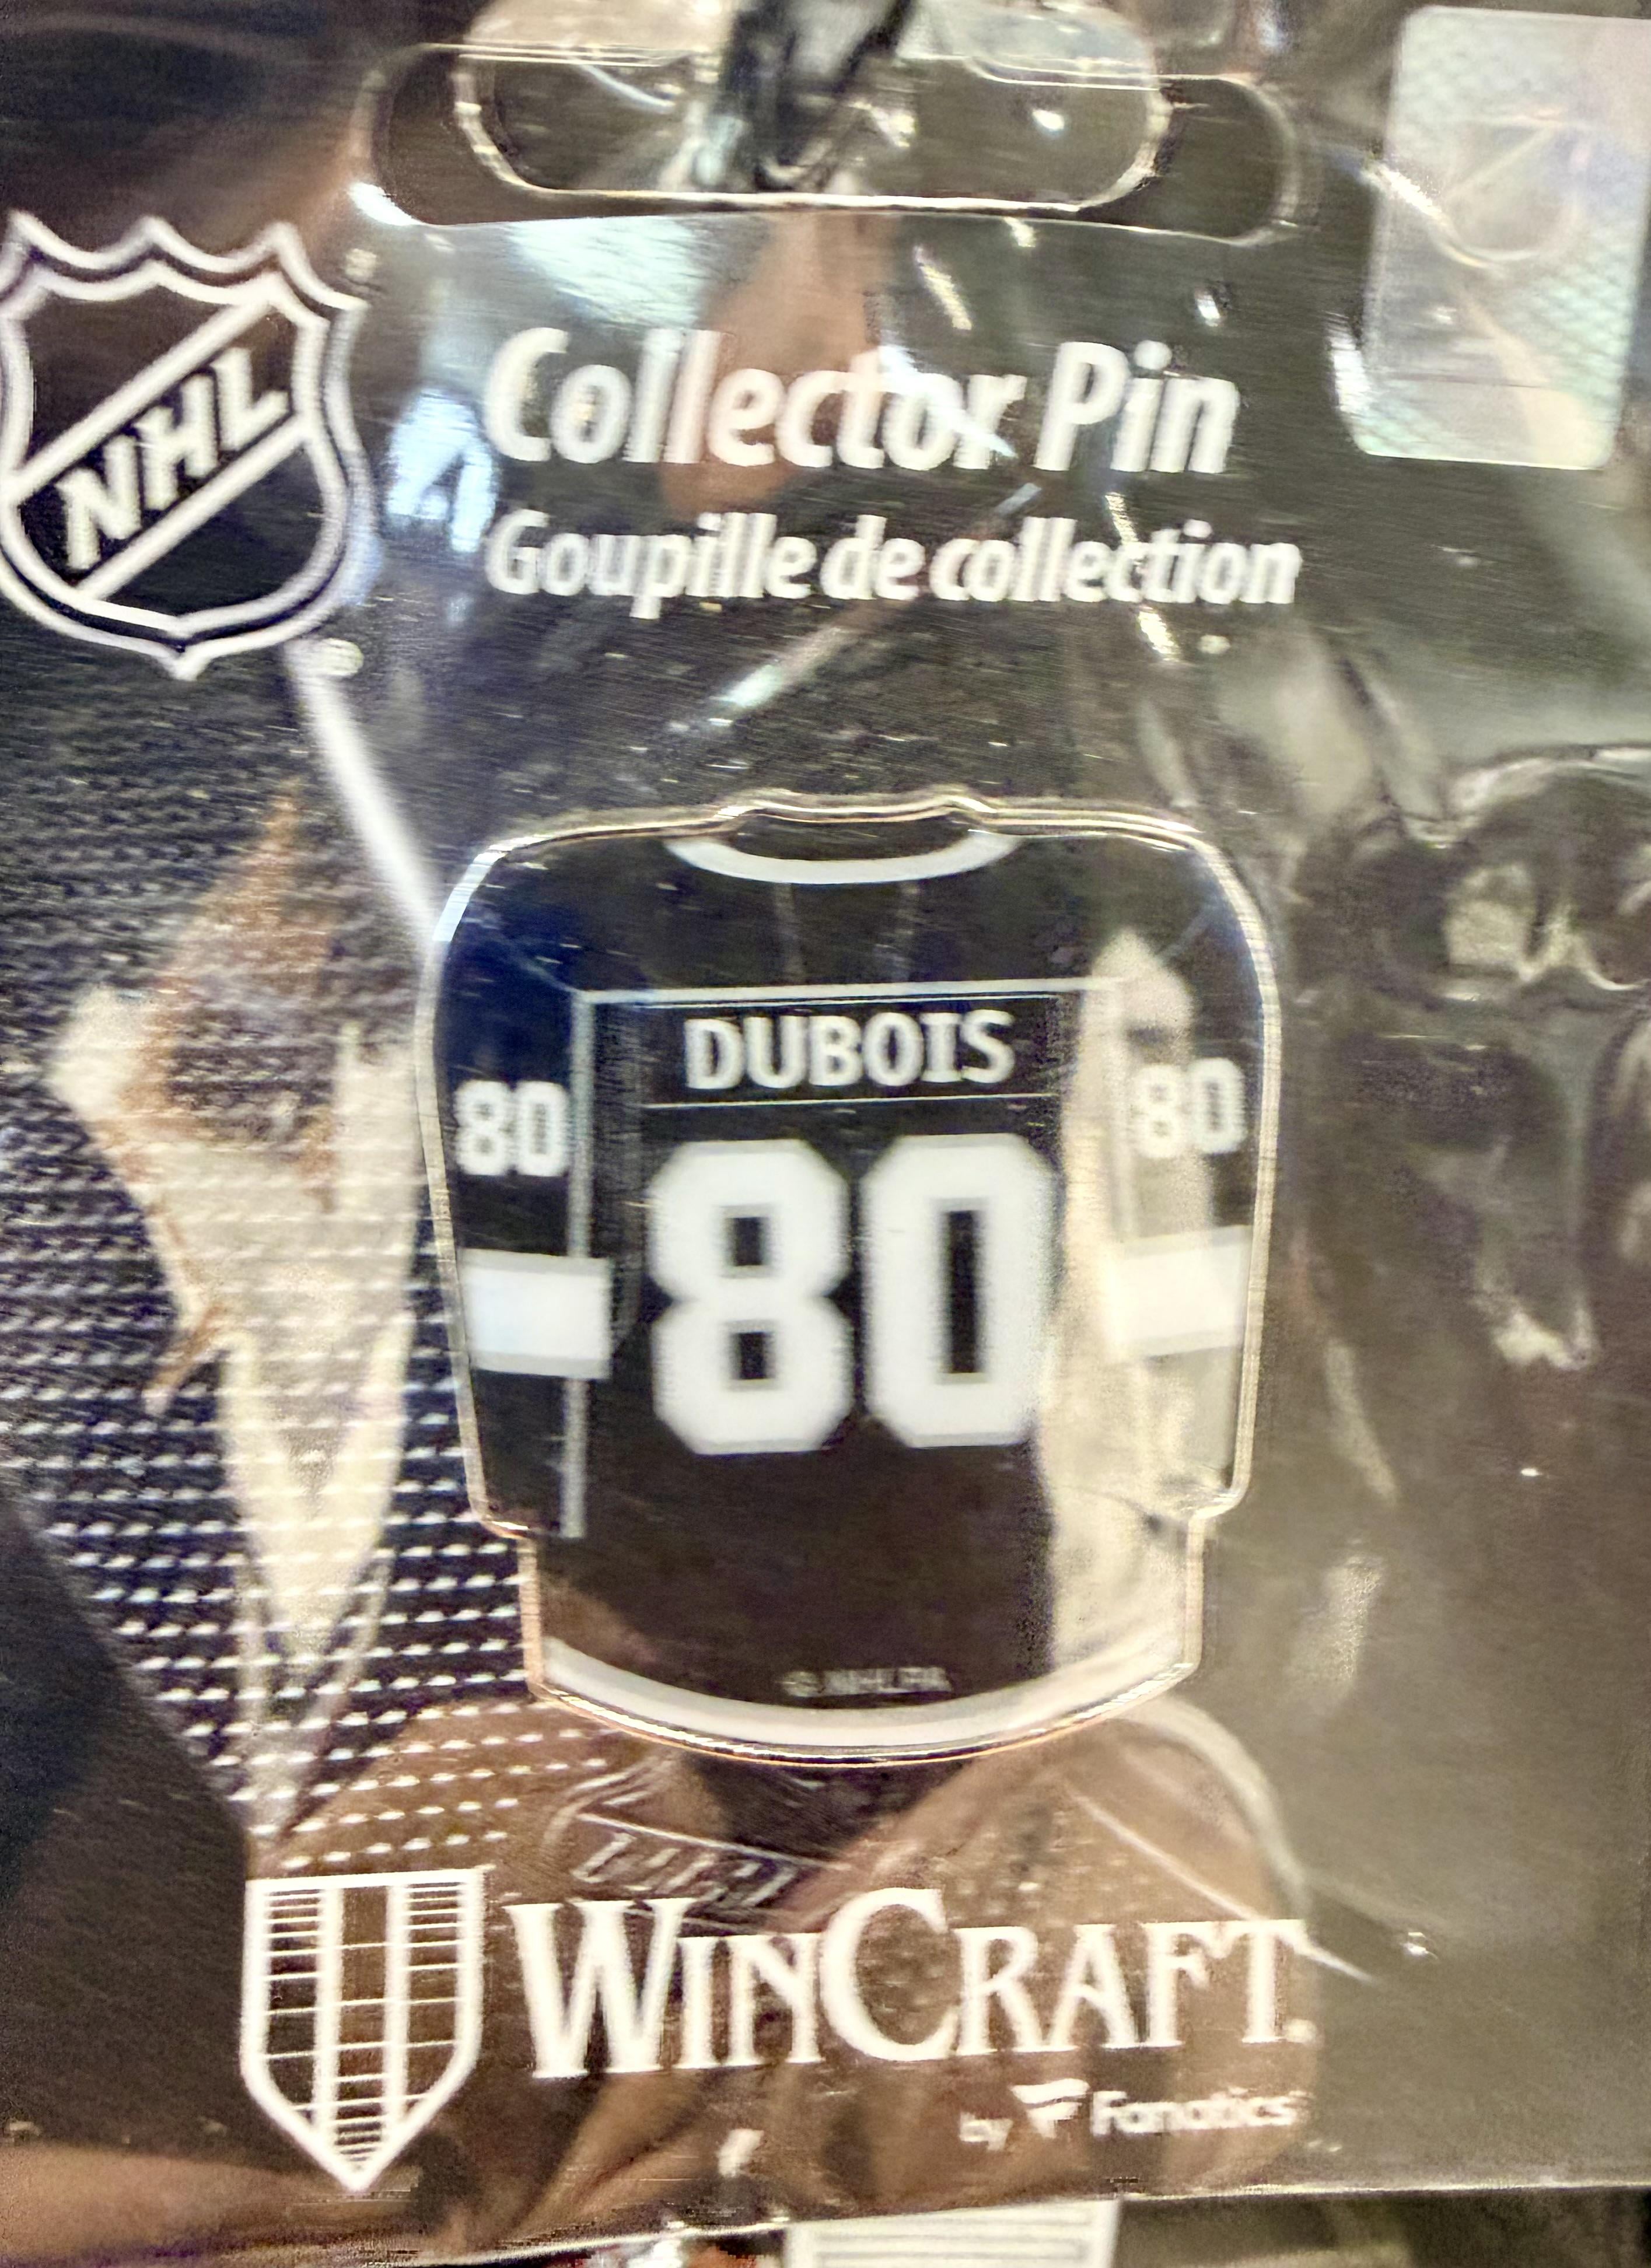 NHL
Collector Pin
Goupille de collection
DUBOIS
80
80
80
© NHLPA
WINCRAFT
by Fanatics